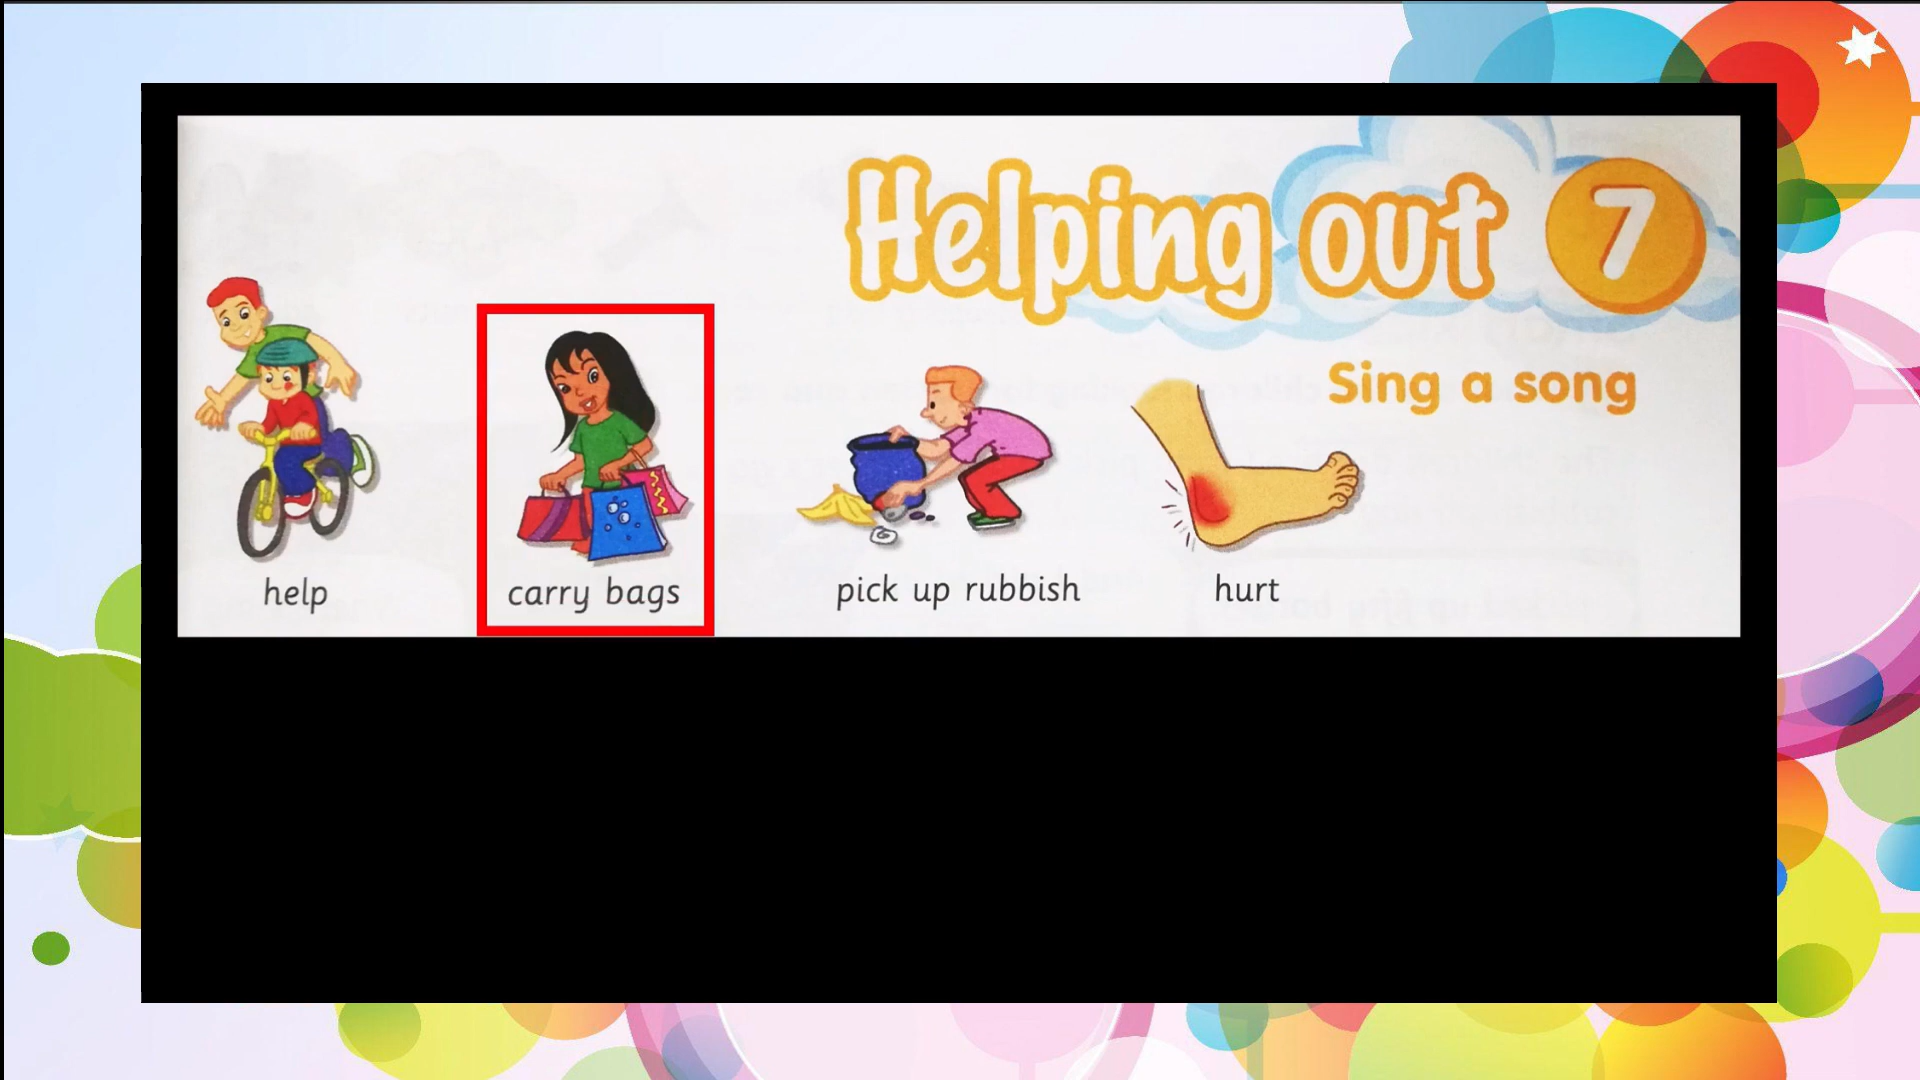 Helping out 7
Sing a song
help
carry bags
pick up rubbish
hurt